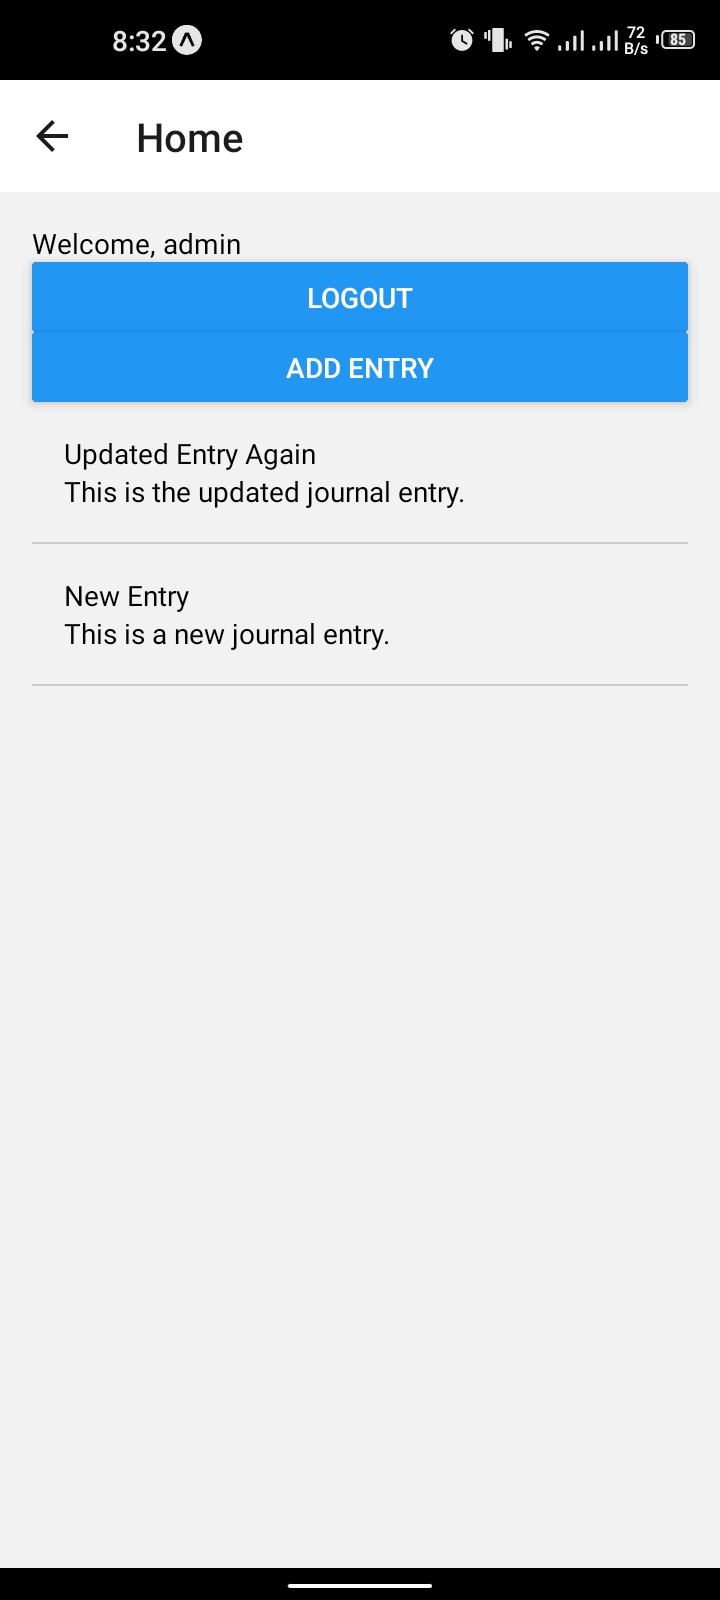 8:32
72
B/s
85
Home
Welcome, admin
LOGOUT
ADD ENTRY
Updated Entry Again
This is the updated journal entry.
New Entry
This is a new journal entry.